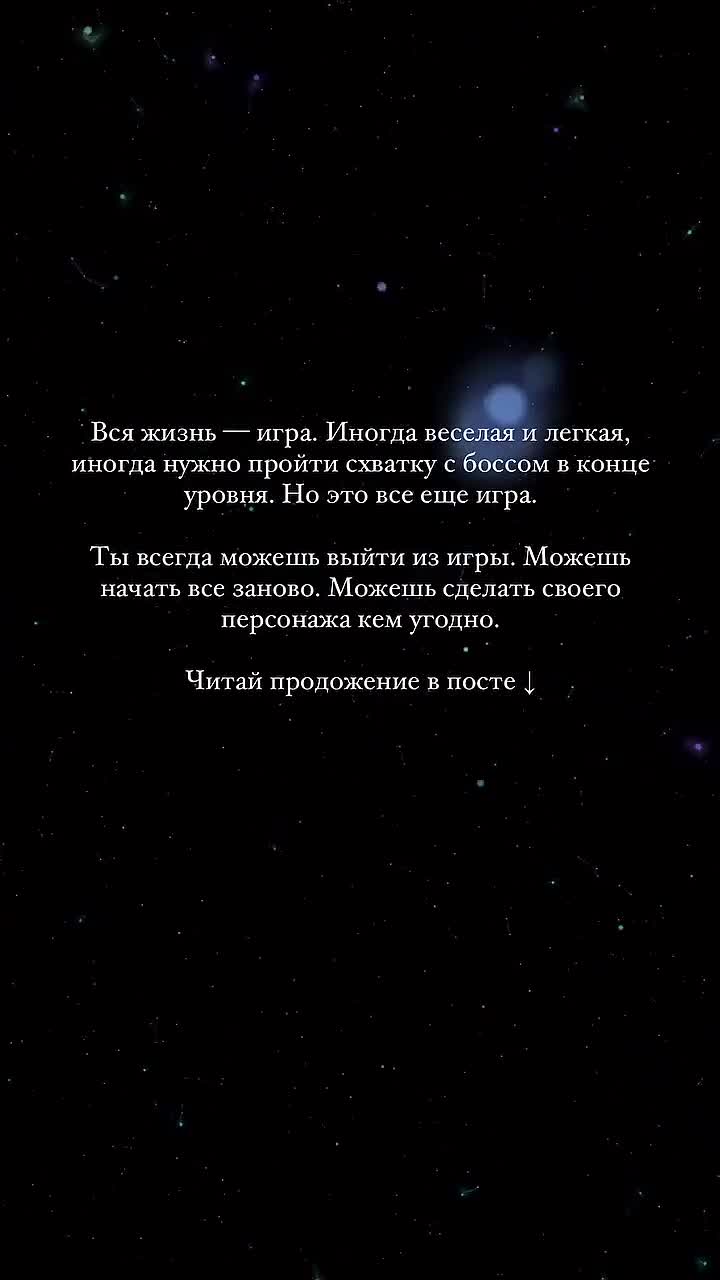 Вся жизнь — игра. Иногда веселая и легкая,
иногда нужно пройти схватку с боссом в конце
уровня. Но это все еще игра.
Ты всегда можешь выйти из игры. Можешь
начать все заново. Можешь сделать своего
персонажа кем угодно.
Читай продожение в посте ↓